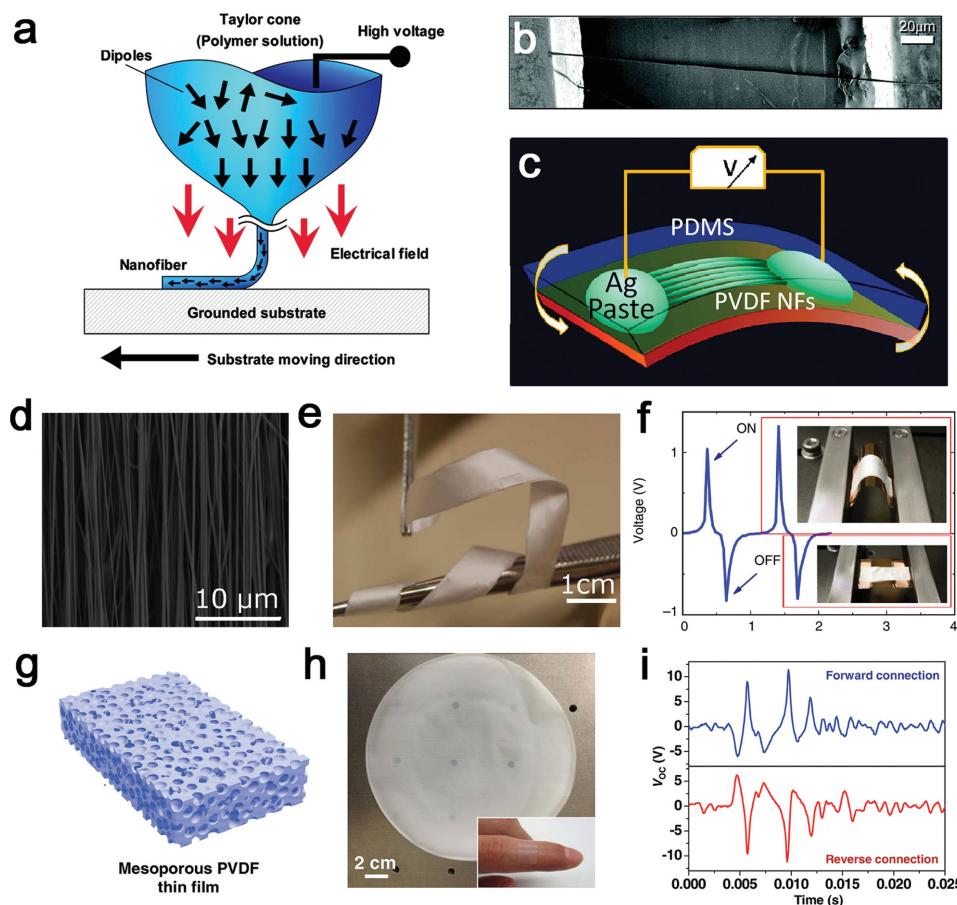 a
Taylor cone
(Polymer solution)
High voltage
Dipoles
Electrical field
Nanofiber
Grounded substrate
Substrate moving direction
b
20μm
c
V
PDMS
Ag
Paste
PVDF NFs
d
10 μm
e
1cm
f
Voltage (V)
1
0
−1
ON
OFF
0
1
2
3
4
g
Mesoporous PVDF
thin film
h
2 cm
i
Forward connection
10
5
0
-5
V_OC (V)
5
0
-5
-10
Reverse connection
0.000
0.005
0.010
0.015
0.020
0.025
Time (s)